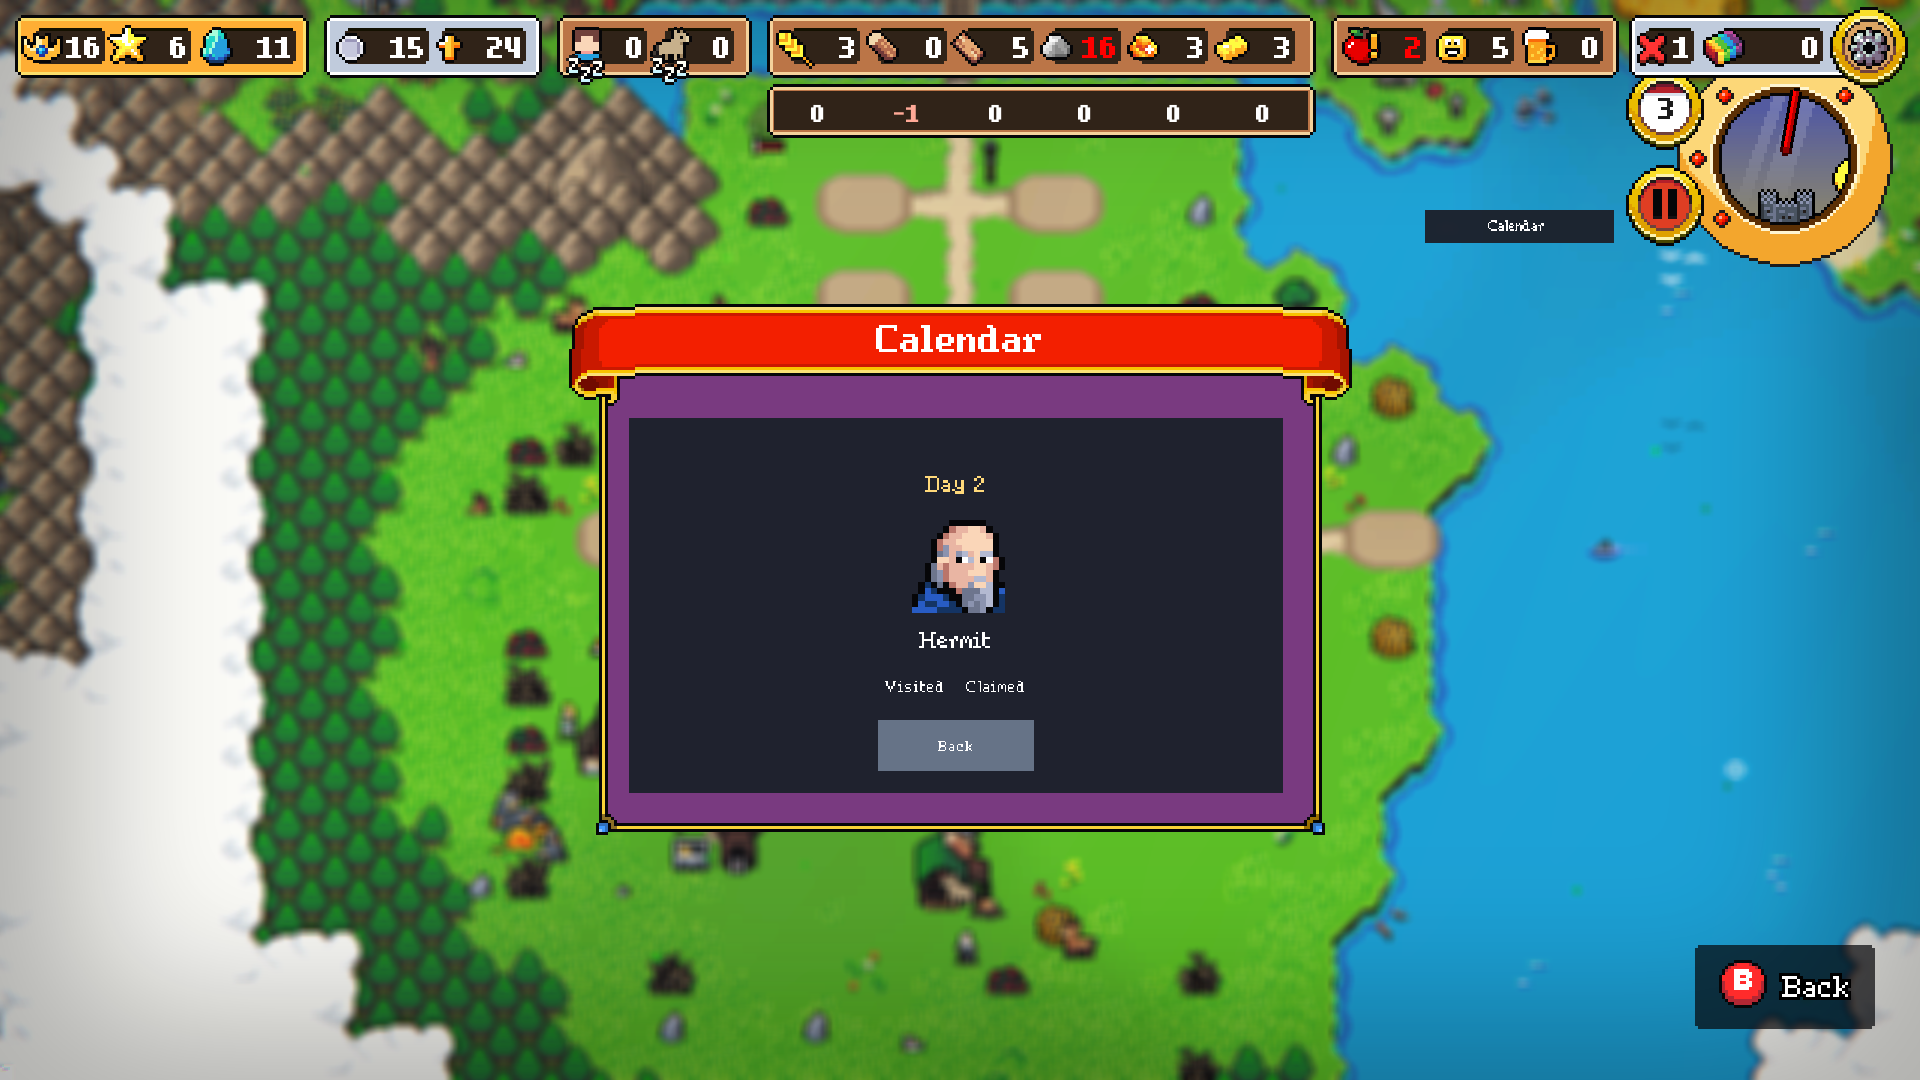 16 6 11 15 24 0 0 3 0 5 16 3 3 2 5 0 1 0
0 -1 0 0 0 0
3
Calendar
Calendar
Day 2
Hermit
Visited Claimed
Back
B Back